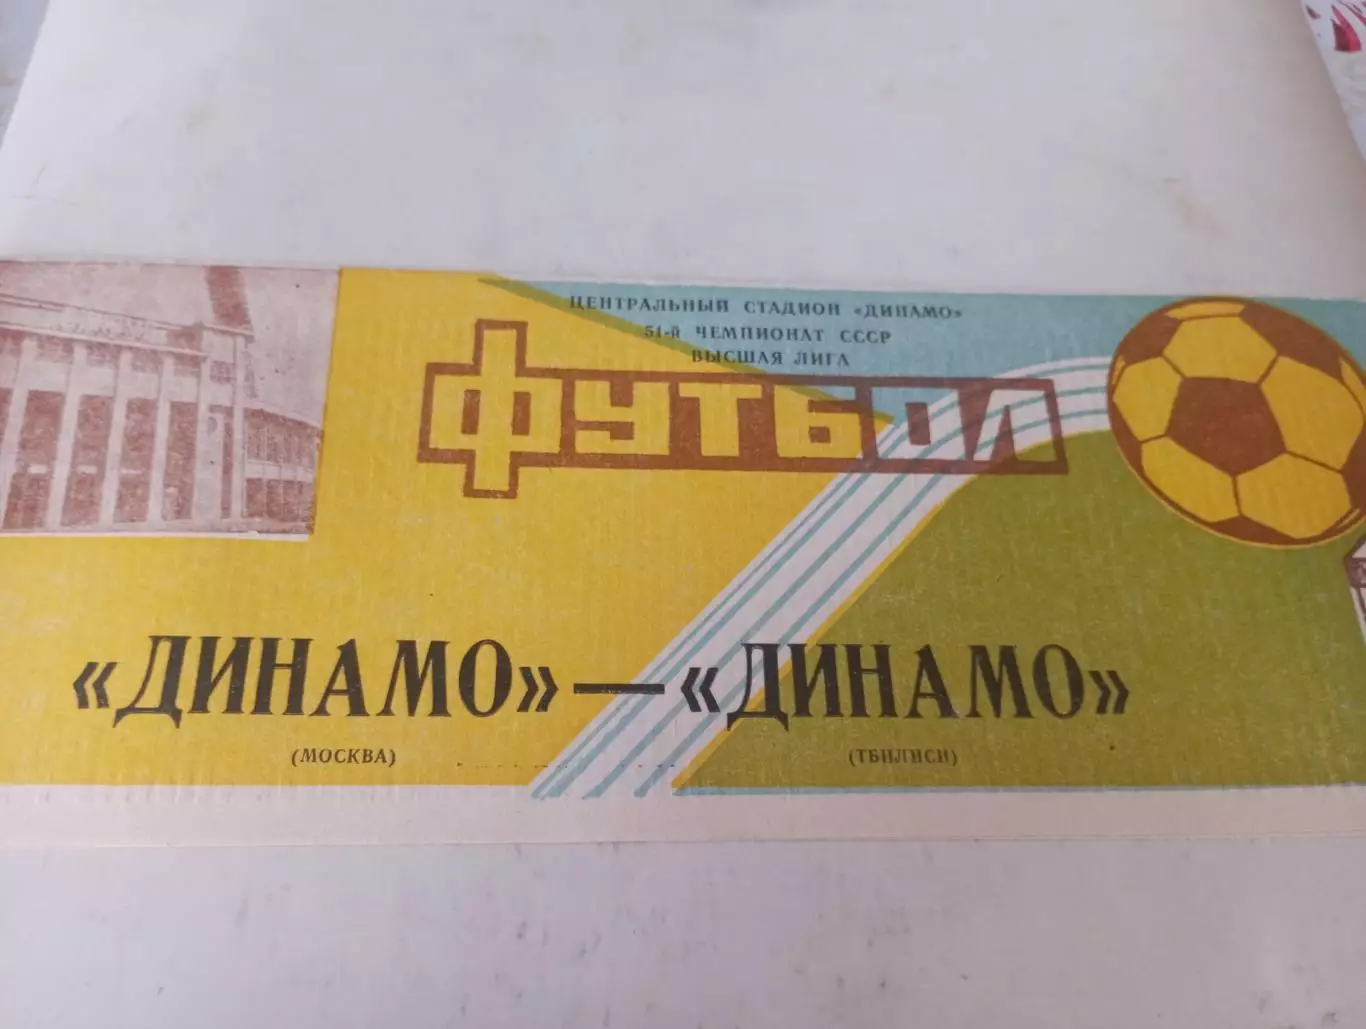 ЦЕНТРАЛЬНЫЙ СТАДИОН «ДИНАМО»
51-й ЧЕМПИОНАТ СССР
ВЫСШАЯ ЛИГА
ФУТБОЛ
«ДИНАМО» — «ДИНАМО»
(МОСКВА) (ТБИЛИСИ)